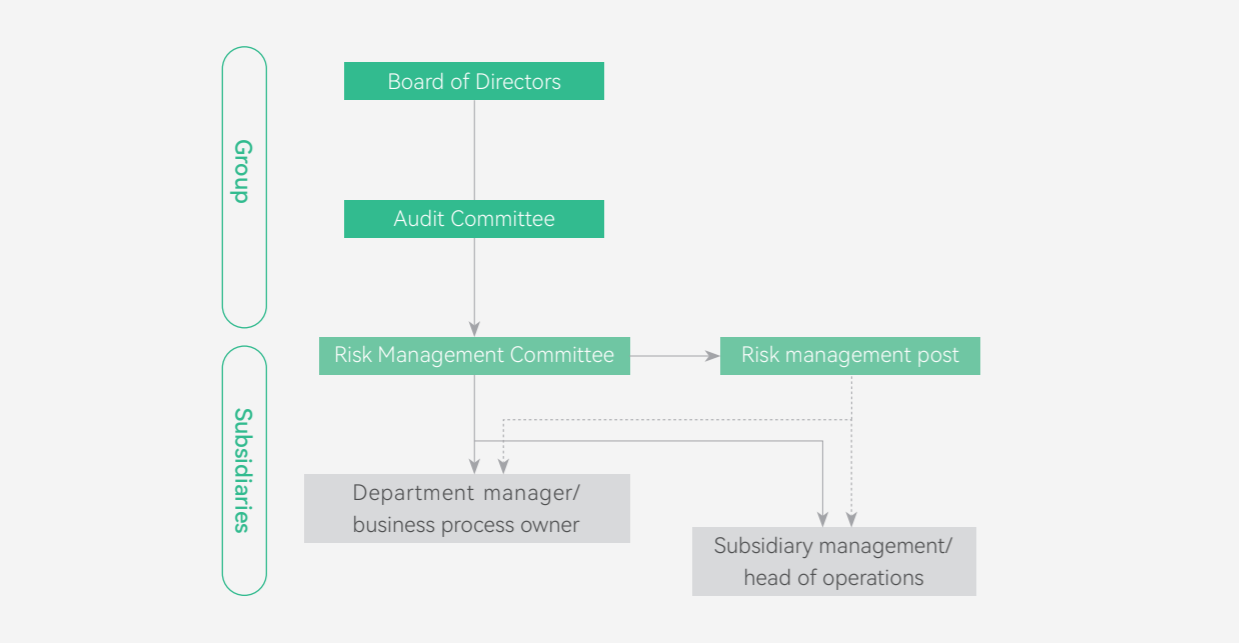 Group
Board of Directors
Audit Committee
Subsidiaries
Risk Management Committee
Risk management post
Department manager/
business process owner
Subsidiary management/
head of operations